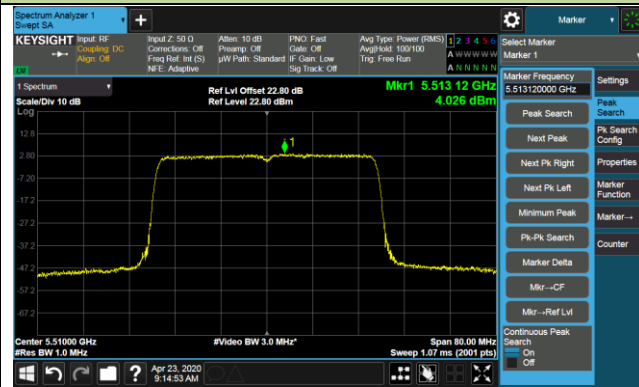 Spectrum Analyzer 1
Swept SA
Marker
KEYSIGHT
Input: RF
Coupling: DC
Align: Off
Input Z: 50 Ω
Corrections: Off
Freq Ref: Int (S)
NFE: Adaptive
Atten: 10 dB
Preamp: Off
µW Path: Standard
PNO: Fast
Gate: Off
IF Gain: Low
Sig Track: Off
Avg Type: Power (RMS)
Avg|Hold: 100/100
Trig: Free Run
1 2 3 4 5 6
A W W W W W
A N N N N N
Select Marker
Marker 1
LXI
1 Spectrum
Scale/Div 10 dB
Ref Lvl Offset 22.80 dB
Ref Level 22.80 dBm
Mkr1 5.513 12 GHz
4.026 dBm
Log
12.8
2.80
-7.20
-17.2
-27.2
-37.2
-47.2
-57.2
-67.2
1
Center 5.51000 GHz
#Res BW 1.0 MHz
#Video BW 3.0 MHz*
Span 80.00 MHz
Sweep 1.07 ms (2001 pts)
Marker Frequency
5.513120000 GHz
Peak Search
Next Peak
Next Pk Right
Next Pk Left
Minimum Peak
Pk-Pk Search
Marker Delta
Mkr→CF
Mkr→Ref Lvl
Continuous Peak
Search
On
Off
Settings
Peak
Search
Pk Search
Config
Properties
Marker
Function
Marker→
Counter
Apr 23, 2020
9:14:53 AM